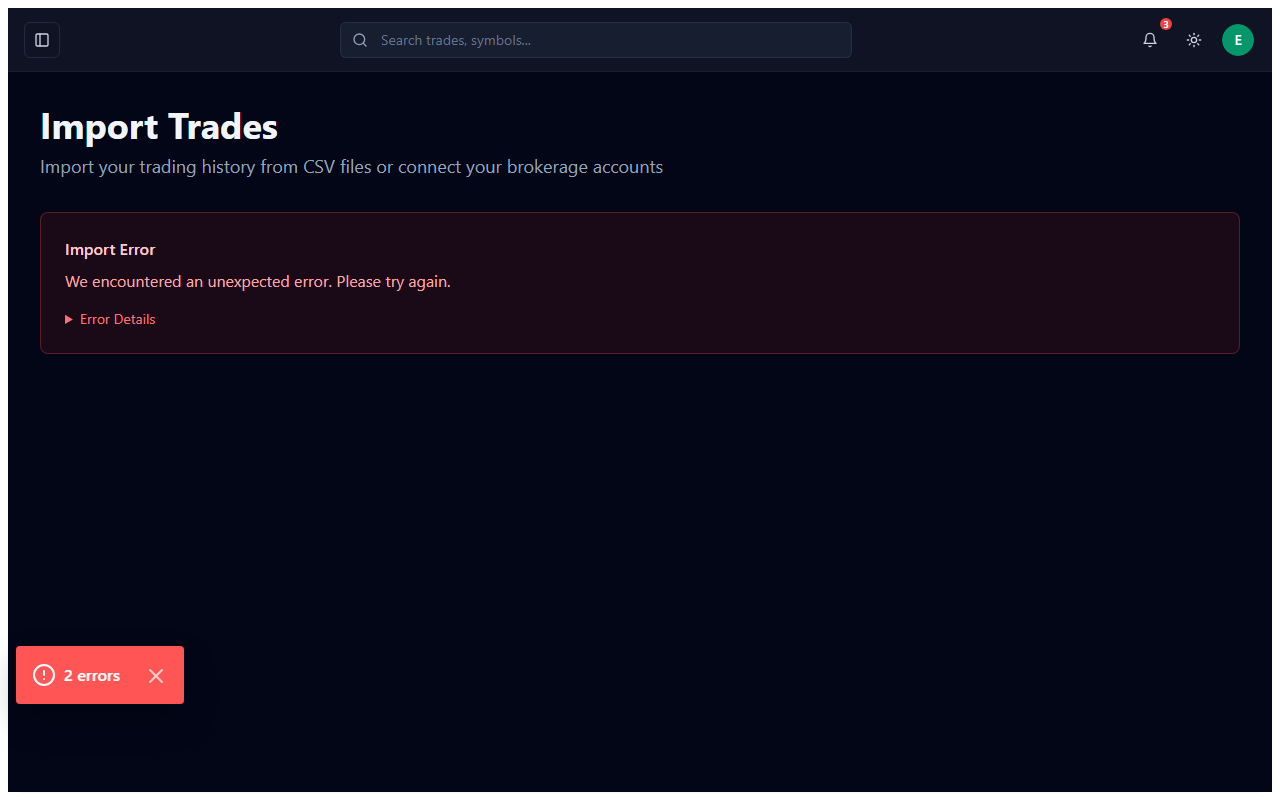 Search trades, symbols...
3
E
Import Trades
Import your trading history from CSV files or connect your brokerage accounts
Import Error
We encountered an unexpected error. Please try again.
Error Details
2 errors